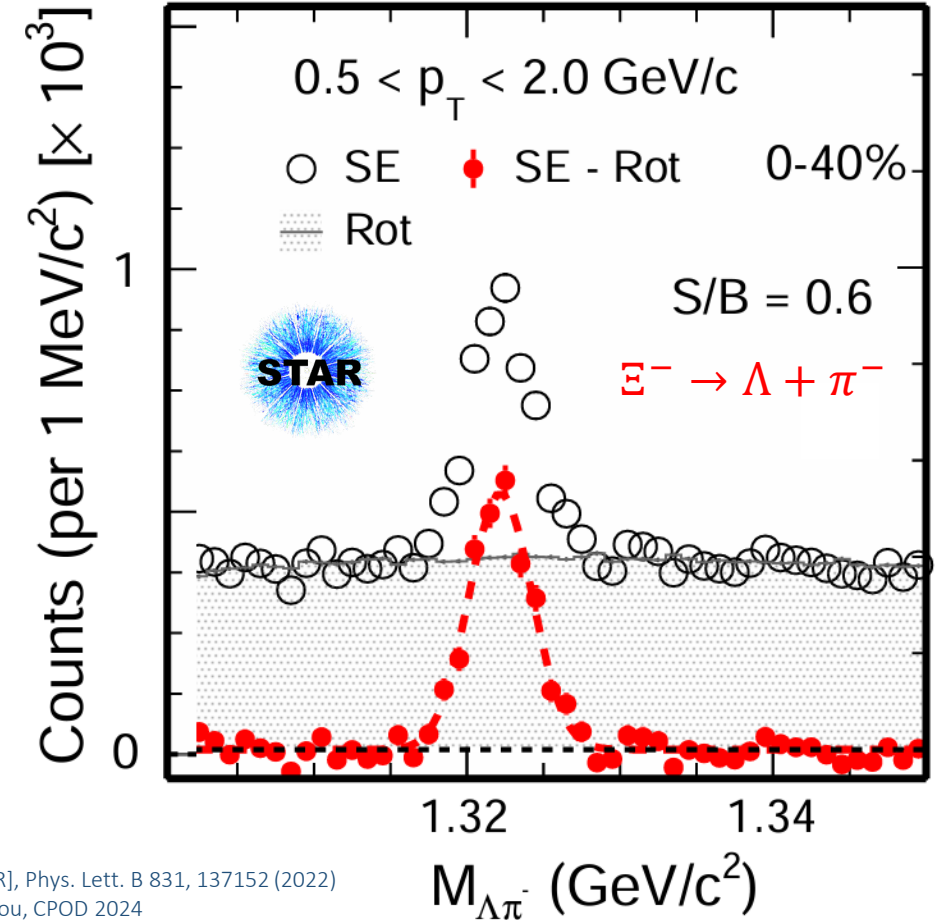 0.5 < p_T < 2.0 GeV/c
SE SE - Rot 0-40%
Rot
1
S/B = 0.6
STAR
Ξ⁻ → Λ + π⁻
Counts (per 1 MeV/c²) [× 10³]
0
1.32 1.34
M_Λπ⁻ (GeV/c²)
], Phys. Lett. B 831, 137152 (2022)
ou, CPOD 2024